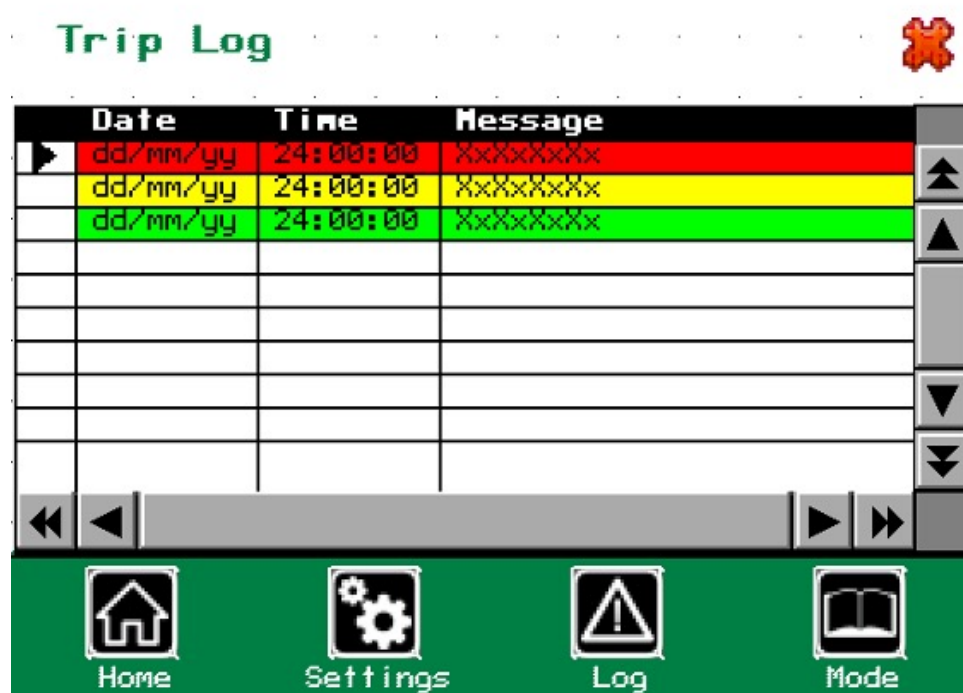 Trip Log
Date Time Message
dd/mm/yy 24:00:00 XxXxXxXx
dd/mm/yy 24:00:00 XxXxXxXx
dd/mm/yy 24:00:00 XxXxXxXx
Home Settings Log Mode